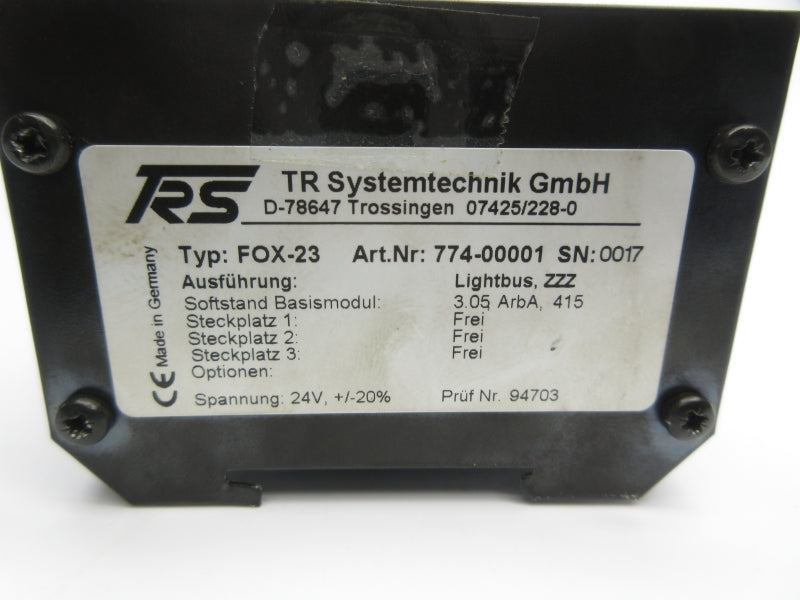 TRS
TR Systemtechnik GmbH
D-78647 Trossingen 07425/228-0
Typ: FOX-23 Art.Nr: 774-00001 SN: 0017
Ausführung: Lightbus, ZZZ
Softstand Basismodul: 3.05 ArbA, 415
Steckplatz 1: Frei
Steckplatz 2: Frei
Steckplatz 3: Frei
Optionen:
Spannung: 24V, +/-20% Prüf Nr. 94703
CE Made in Germany